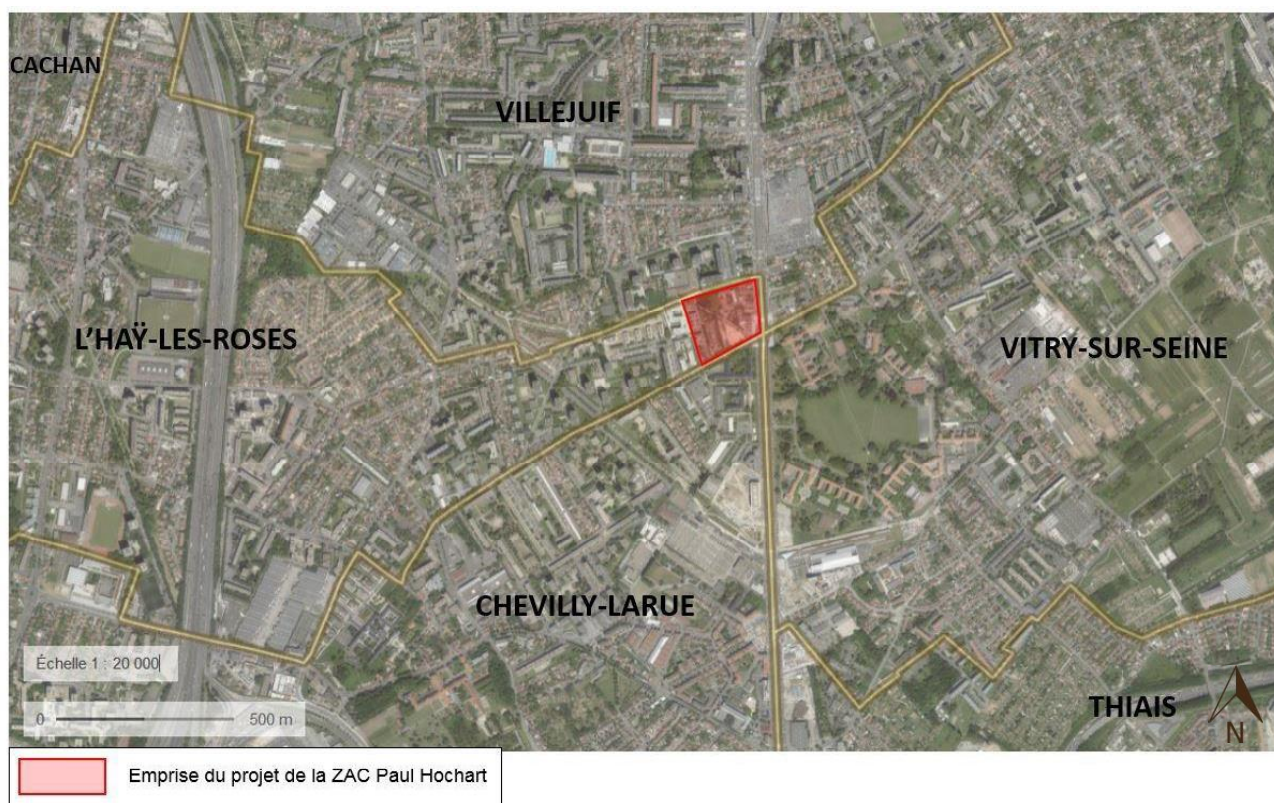 CACHAN
VILLEJUIF
L'HAŸ-LES-ROSES
VITRY-SUR-SEINE
CHEVILLY-LARUE
Échelle 1 : 20 000
THIAIS
0 500 m
N
Emprise du projet de la ZAC Paul Hochart